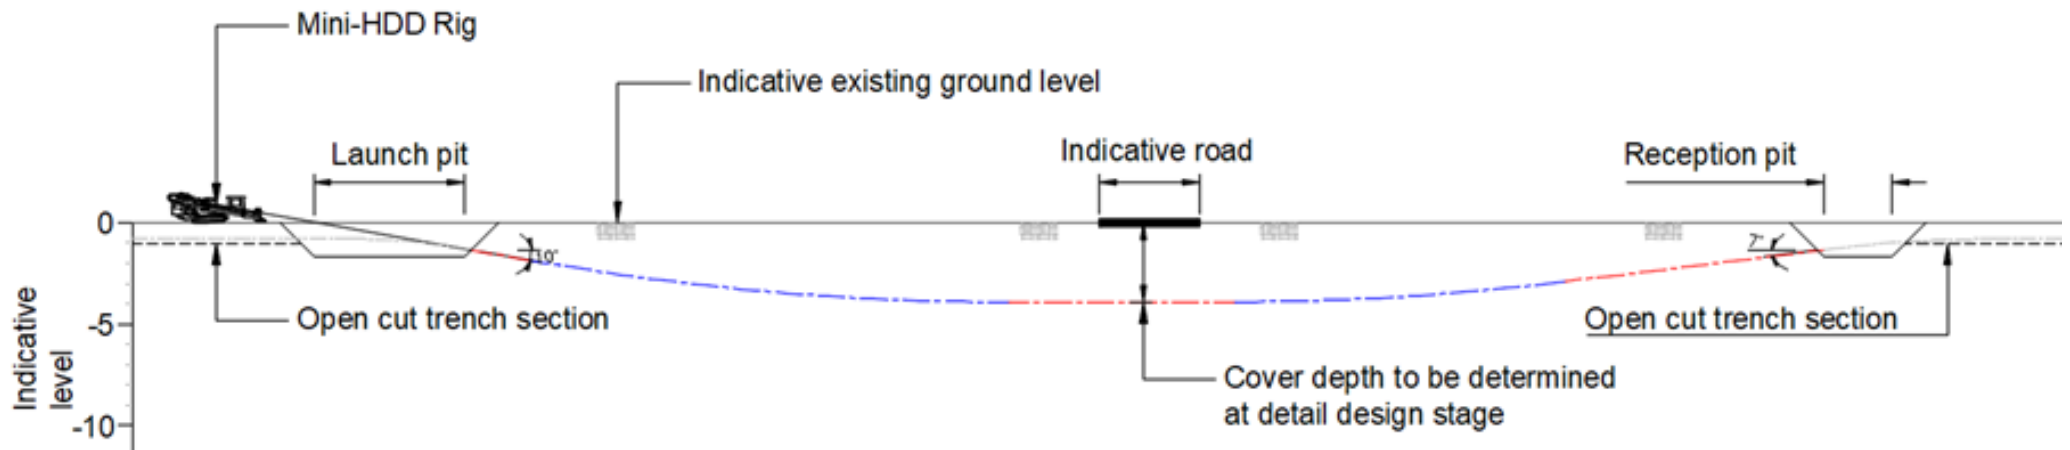 Mini-HDD Rig
Indicative existing ground level
Launch pit
Indicative road
Reception pit
0
10°
7°
Open cut trench section
-5
Open cut trench section
Indicative
level
Cover depth to be determined
at detail design stage
-10